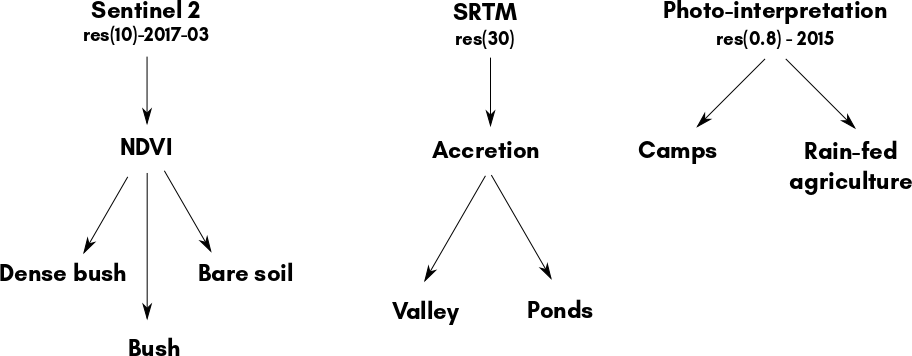 Sentinel 2
res(10)-2017-03
NDVI
Dense bush
Bare soil
Bush
SRTM
res(30)
Accretion
Valley
Ponds
Photo-interpretation
res(0.8) - 2015
Camps
Rain-fed
agriculture